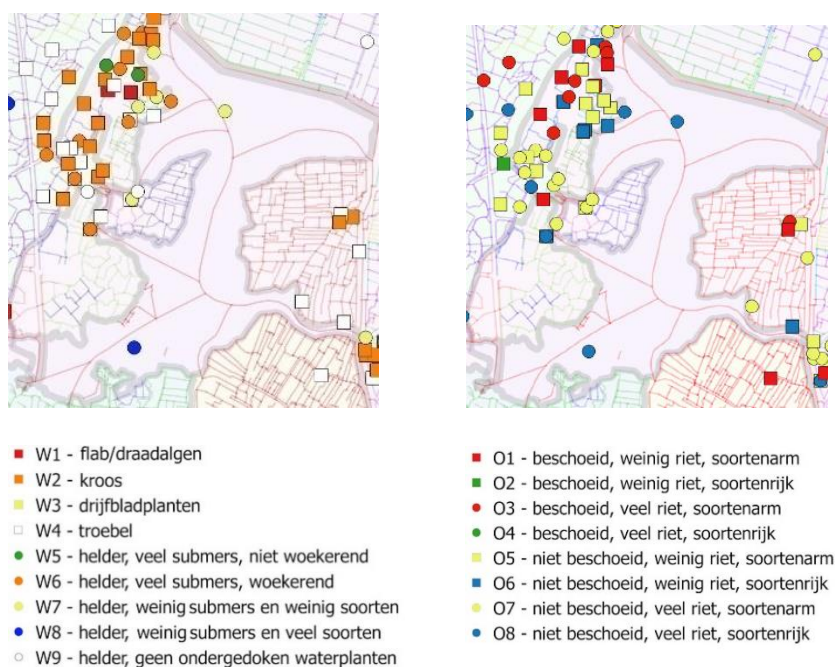 W1 - flab/draadalgen
W2 - kroos
W3 - drijfbladplanten
W4 - troebel
W5 - helder, veel submers, niet woekerend
W6 - helder, veel submers, woekerend
W7 - helder, weinig submers en weinig soorten
W8 - helder, weinig submers en veel soorten
W9 - helder, geen ondergedoken waterplanten
O1 - beschoeid, weinig riet, soortenarm
O2 - beschoeid, weinig riet, soortenrijk
O3 - beschoeid, veel riet, soortenarm
O4 - beschoeid, veel riet, soortenrijk
O5 - niet beschoeid, weinig riet, soortenarm
O6 - niet beschoeid, weinig riet, soortenrijk
O7 - niet beschoeid, veel riet, soortenarm
O8 - niet beschoeid, veel riet, soortenrijk